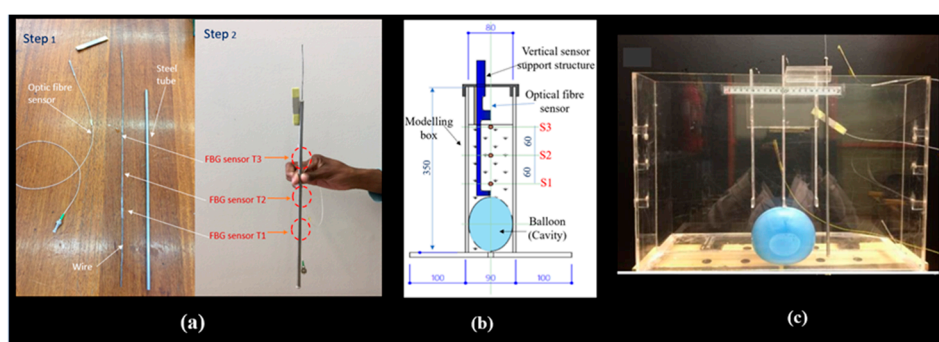 Step 1
Step 2
Optic fibre
sensor
Steel
tube
FBG sensor T3
FBG sensor T2
FBG sensor T1
Wire
(a)
80
Vertical sensor
support structure
Optical fibre
sensor
Modelling
box
S3
60
S2
60
S1
350
Balloon
(Cavity)
100
90
100
(b)
(c)